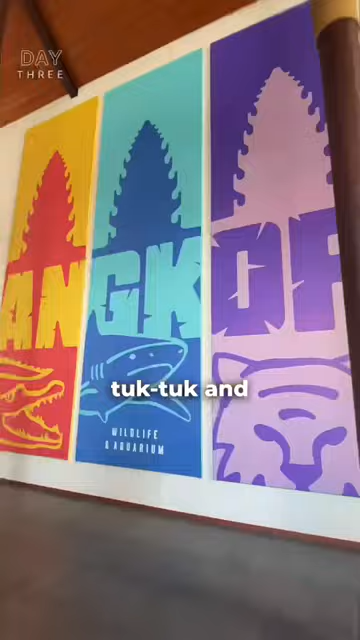 DAY
THREE
ANGKOR
tuk-tuk and
WILDLIFE
& AQUARIUM